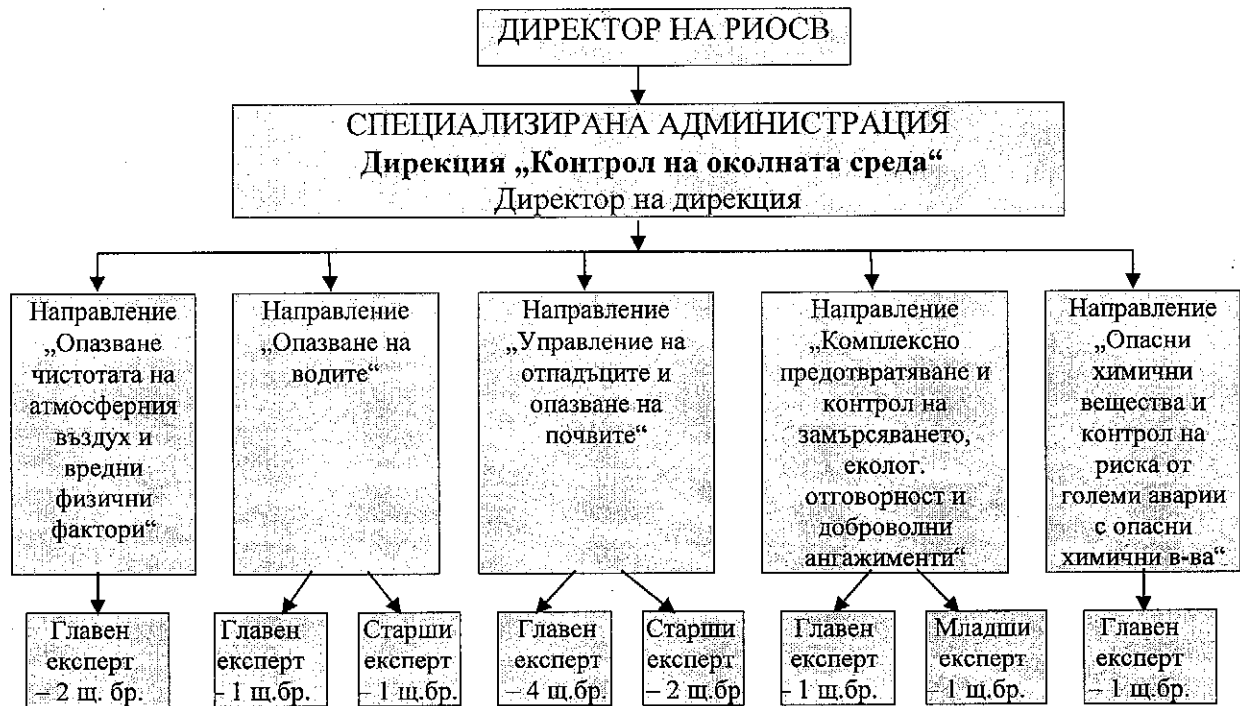 ДИРЕКТОР НА РИОСВ
СПЕЦИАЛИЗИРАНА АДМИНИСТРАЦИЯ
Дирекция „Контрол на околната среда“
Директор на дирекция
Направление
„Опазване
чистотата на
атмосферния
въздух и
вредни
физични
фактори“
Направление
„Опазване на
водите“
Направление
„Управление на
отпадъците и
опазване на
почвите“
Направление
„Комплексно
предотвратяване и
контрол на
замърсяването,
еколог.
отговорност и
доброволни
ангажименти“
Направление
„Опасни
химични
вещества и
контрол на
риска от
големи аварии
с опасни
химични в-ва“
Главен
експерт
– 2 щ. бр.
Главен
експерт
– 1 щ.бр.
Старши
експерт
– 1 щ.бр.
Главен
експерт
– 4 щ.бр.
Старши
експерт
– 2 щ.бр
Главен
експерт
– 1 щ.бр.
Младши
експерт
– 1 щ.бр.
Главен
експерт
– 1 щ.бр.